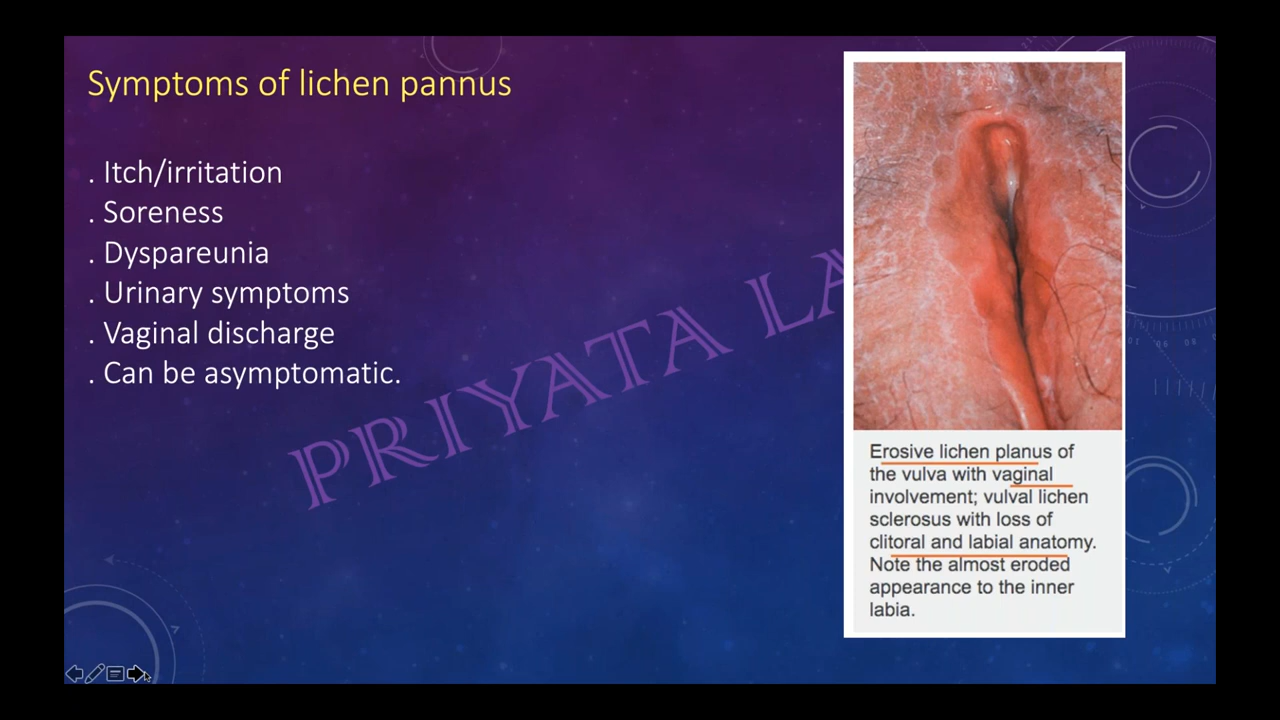 Symptoms of lichen pannus
. Itch/irritation
. Soreness
. Dyspareunia
. Urinary symptoms
. Vaginal discharge
. Can be asymptomatic.
PRIYATA LA
Erosive lichen planus of
the vulva with vaginal
involvement; vulval lichen
sclerosus with loss of
clitoral and labial anatomy.
Note the almost eroded
appearance to the inner
labia.